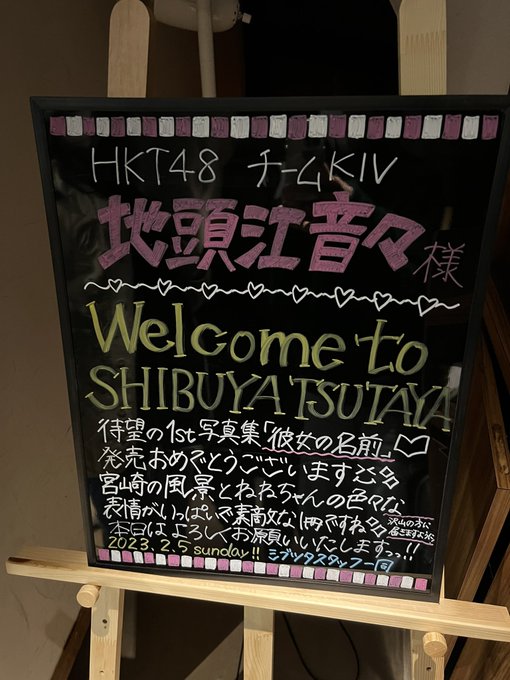 HKT48 チームKIV
地頭江音々様
Welcome to
SHIBUYA TSUTAYA
待望の1st写真集「彼女の名前」
発売おめでとうございます
宮崎の風景とねねちゃんの色々な
表情がいっぱいで素敵な1冊ですね
沢山の方に
届きますように
本日はよろしくお願いいたしますっっ!!
2023.2.5 sunday!! シブツタスタッフ一同